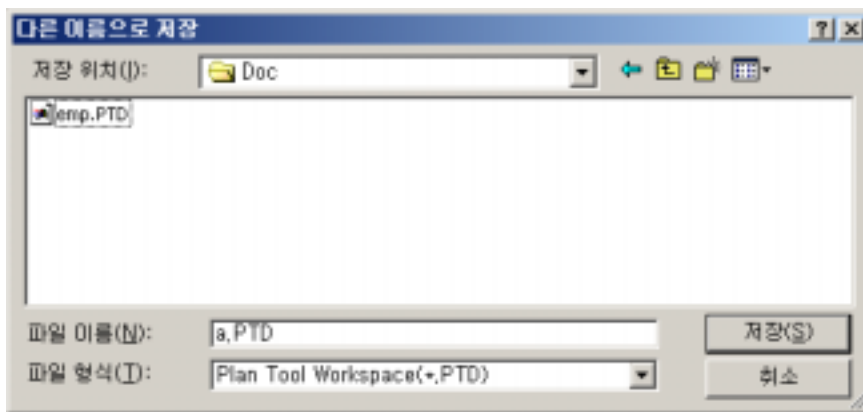 다른 이름으로 저장
저장 위치(I): Doc
emp.PTD
파일 이름(N): a.PTD 저장(S)
파일 형식(T): Plan Tool Workspace(*.PTD) 취소